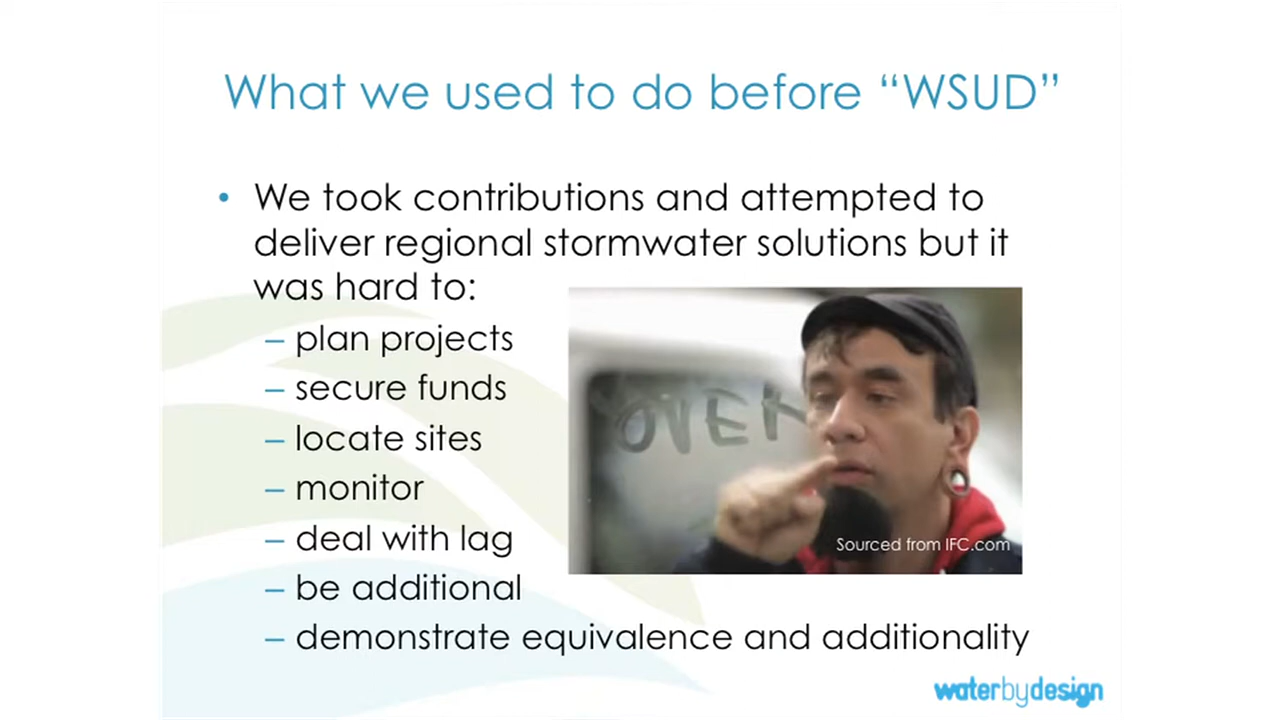 What we used to do before “WSUD”
• We took contributions and attempted to
deliver regional stormwater solutions but it
was hard to:
– plan projects
– secure funds
– locate sites
– monitor
– deal with lag
– be additional
– demonstrate equivalence and additionality
OVER
Sourced from IFC.com
waterbydesign